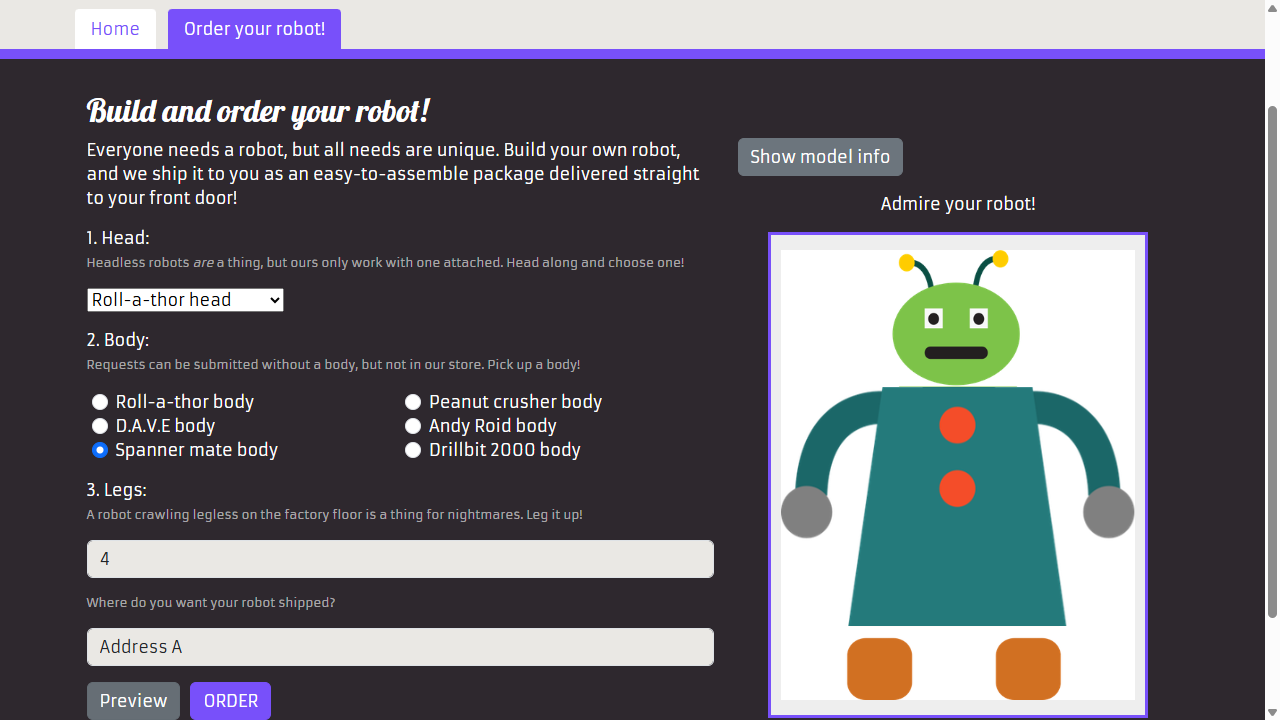 Home
Order your robot!
Build and order your robot!
Everyone needs a robot, but all needs are unique. Build your own robot,
and we ship it to you as an easy-to-assemble package delivered straight
to your front door!
1. Head:
Headless robots are a thing, but ours only work with one attached. Head along and choose one!
Roll-a-thor head
2. Body:
Requests can be submitted without a body, but not in our store. Pick up a body!
Roll-a-thor body
Peanut crusher body
D.A.V.E body
Andy Roid body
Spanner mate body
Drillbit 2000 body
3. Legs:
A robot crawling legless on the factory floor is a thing for nightmares. Leg it up!
4
Where do you want your robot shipped?
Address A
Preview
ORDER
Show model info
Admire your robot!